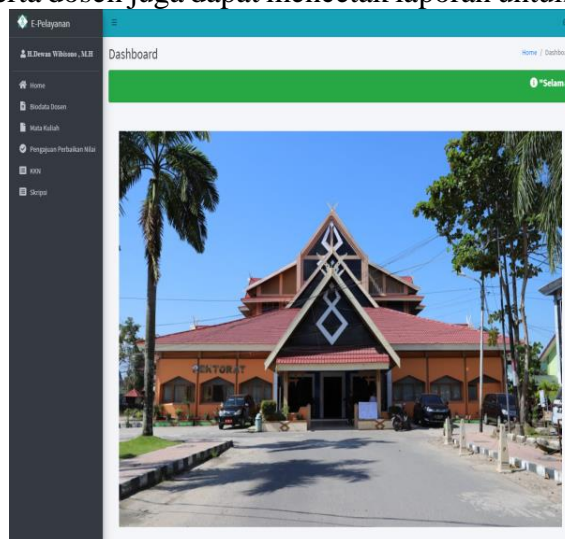 serta dosen juga dapat mencetak laporan untuk
E-Pelayanan
H.Dewan Wibisono , M.H
Dashboard
Home / Dashbo
"Selam
Home
Biodata Dosen
Mata Kuliah
Pengajuan Perbaikan Nilai
KKN
Skripsi
REKTORAT